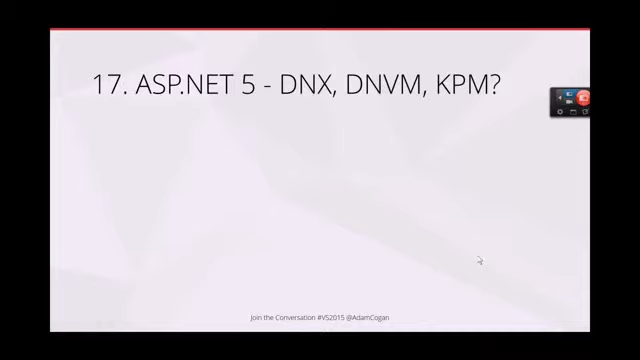 17. ASP.NET 5 - DNX, DNVM, KPM?
Join the Conversation #VS2015 @AdamCogan